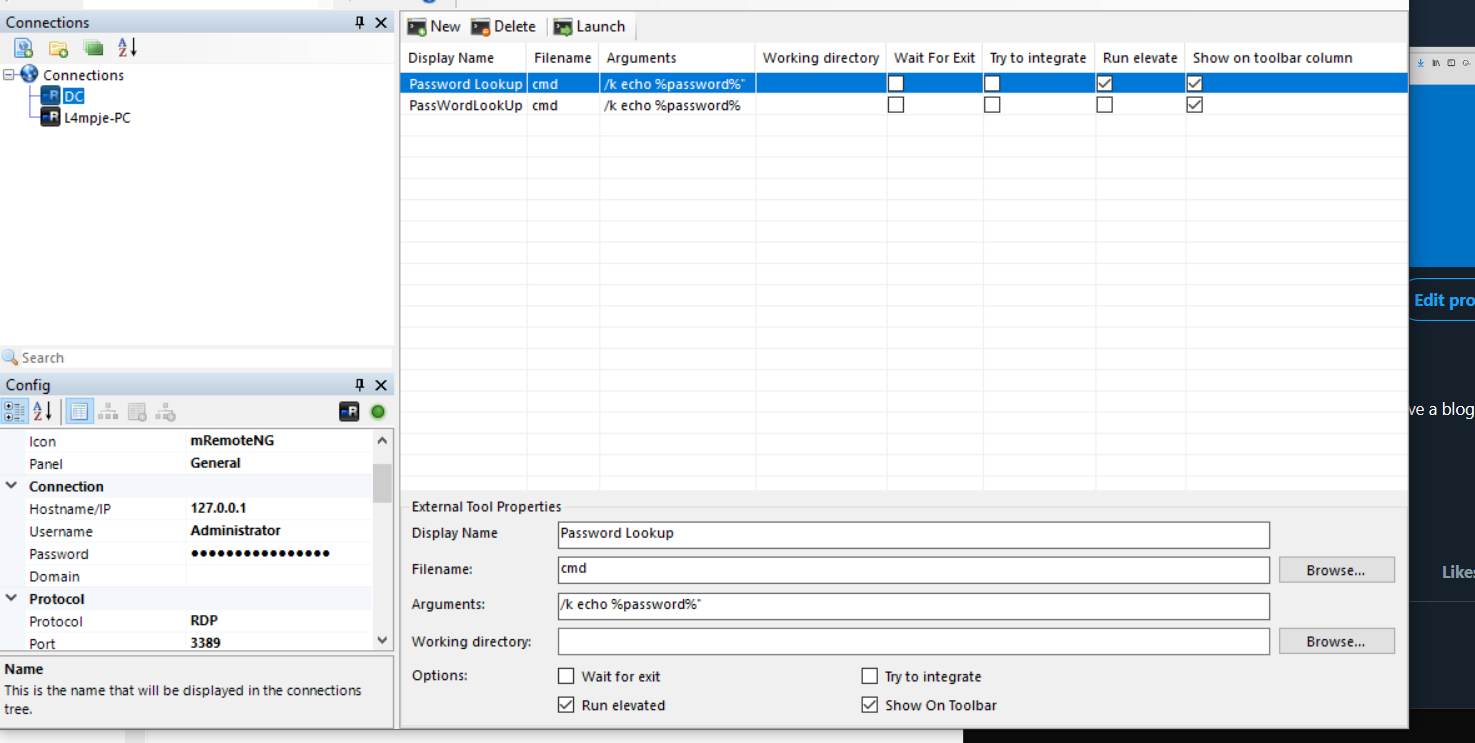 Connections
Connections
DC
L4mpje-PC
Search
Config
Icon mRemoteNG
Panel General
Connection
Hostname/IP 127.0.0.1
Username Administrator
Password ●●●●●●●●●●●●●●●●
Domain
Protocol
Protocol RDP
Port 3389
Name
This is the name that will be displayed in the connections
tree.
New Delete Launch
Display Name Filename Arguments Working directory Wait For Exit Try to integrate Run elevate Show on toolbar column
Password Lookup cmd /k echo %password%"
PassWordLookUp cmd /k echo %password%
External Tool Properties
Display Name Password Lookup
Filename: cmd Browse...
Arguments: /k echo %password%"
Working directory: Browse...
Options: Wait for exit Try to integrate
Run elevated Show On Toolbar
Edit pro
ve a blog
Likes